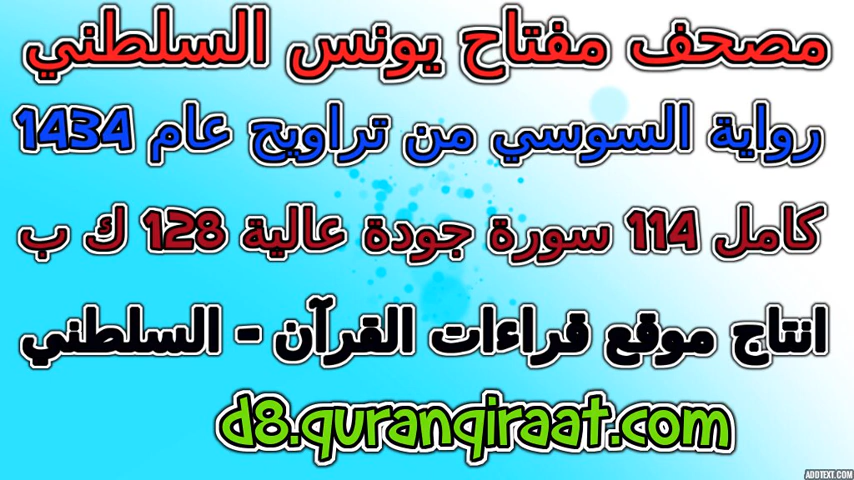 مصحف مفتاح يونس السلطني
رواية السوسي من تراويح عام 1434
كامل 114 سورة جودة عالية 128 ك ب
انتاج موقع قراءات القرآن - السلطني
d8.quranqiraat.com
ADDTEXT.COM